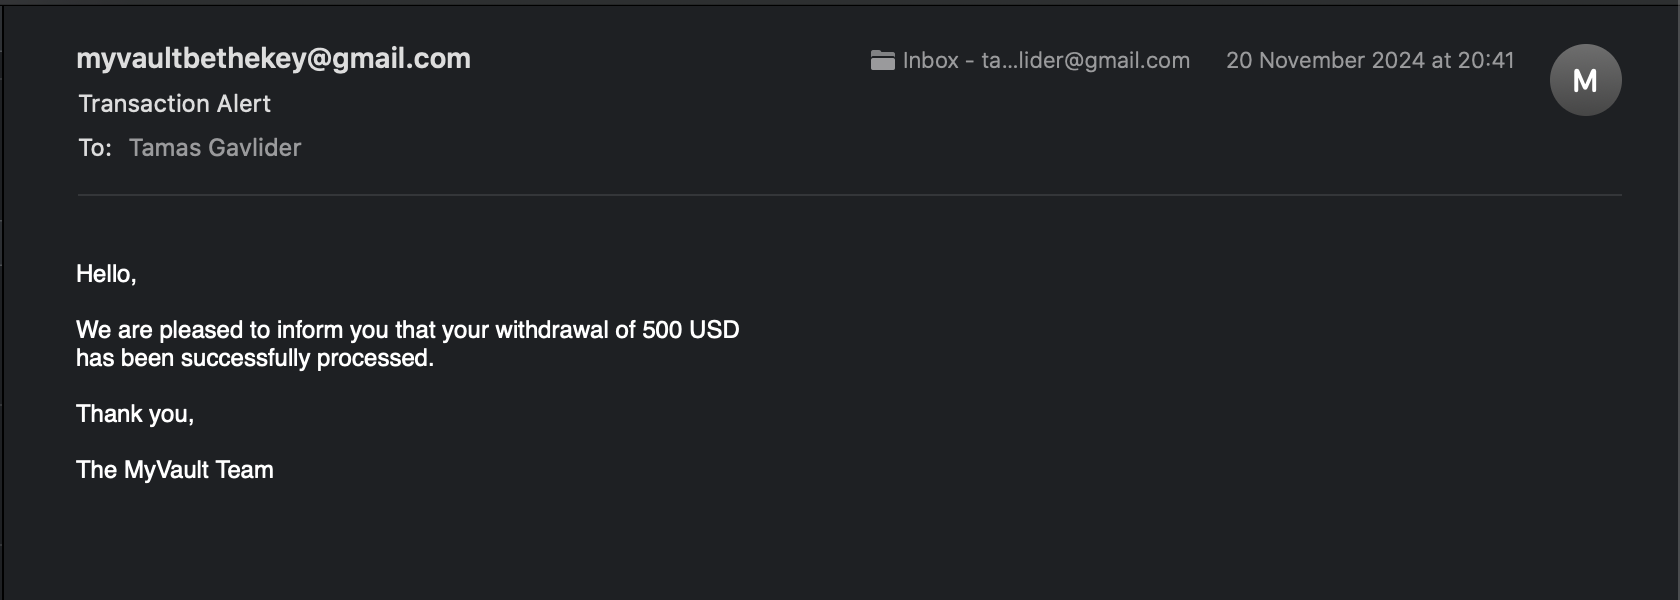 myvaultbethekey@gmail.com
Inbox - ta...lider@gmail.com 20 November 2024 at 20:41
M
Transaction Alert
To: Tamas Gavlider
Hello,
We are pleased to inform you that your withdrawal of 500 USD
has been successfully processed.
Thank you,
The MyVault Team